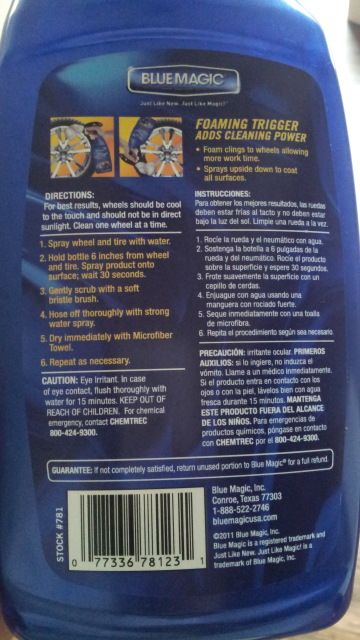 BLUEMAGIC
Just Like New. Just Like Magic!™
FOAMING TRIGGER
ADDS CLEANING POWER
• Foam clings to wheels allowing
more work time.
• Sprays upside down to coat
all surfaces.
DIRECTIONS:
For best results, wheels should be cool
to the touch and should not be in direct
sunlight. Clean one wheel at a time.
1. Spray wheel and tire with water.
2. Hold bottle 6 inches from wheel
and tire. Spray product onto
surface; wait 30 seconds.
3. Gently scrub with a soft
bristle brush.
4. Hose off thoroughly with strong
water spray.
5. Dry immediately with Microfiber
Towel.
6. Repeat as necessary.
CAUTION: Eye Irritant. In case
of eye contact, flush thoroughly with
water for 15 minutes. KEEP OUT OF
REACH OF CHILDREN. For chemical
emergency, contact CHEMTREC
800-424-9300.
INSTRUCCIONES:
Para obtener los mejores resultados, las ruedas
deben estar frías al tacto y no deben estar
bajo la luz del sol. Limpie una rueda a la vez.
1. Rocíe la rueda y el neumático con agua.
2. Sostenga la botella a 6 pulgadas de la
rueda y del neumático. Rocíe el producto
sobre la superficie y espere 30 segundos.
3. Frote suavemente la superficie con un
cepillo de cerdas.
4. Enjuague con agua usando una
manguera con rociado fuerte.
5. Seque inmediatamente con una toalla
de microfibra.
6. Repita el procedimiento según sea necesario.
PRECAUCIÓN: irritante ocular. PRIMEROS
AUXILIOS: si lo ingiere, no induzca el
vómito. Llame a un médico inmediatamente.
Si el producto entra en contacto con los
ojos o con la piel, lávelos bien con agua
fresca durante 15 minutos. MANTENGA
ESTE PRODUCTO FUERA DEL ALCANCE
DE LOS NIÑOS. Para emergencias de
productos químicos, póngase en contacto
con CHEMTREC por el 800-424-9300.
GUARANTEE: If not completely satisfied, return unused portion to Blue Magic® for a full refund.
STOCK #781
0 77336 78123 1
Blue Magic, Inc.
Conroe, Texas 77303
1-888-522-2746
bluemagicusa.com
©2011 Blue Magic, Inc.
Blue Magic is a registered trademark and
Just Like New. Just Like Magic! is a
trademark of Blue Magic, Inc.